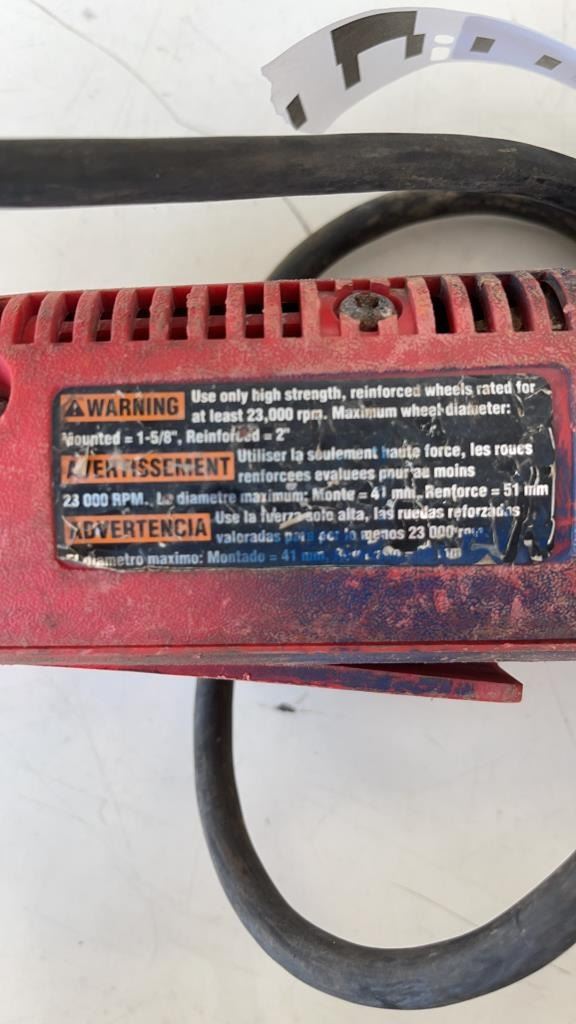 WARNING Use only high strength, reinforced wheels rated for
at least 23,000 rpm. Maximum wheel diameter:
Mounted = 1-5/8", Reinforced = 2"
AVERTISSEMENT Utiliser la seulement haute force, les roues
renforcees evaluees pour au moins
23 000 RPM. Le diametre maximum: Monte = 41 mm, Renforce = 51 mm
ADVERTENCIA Use la fuerza solo alta, las ruedas reforzadas
valoradas para por lo menos 23 000
diametro maximo: Montado = 41 mm,